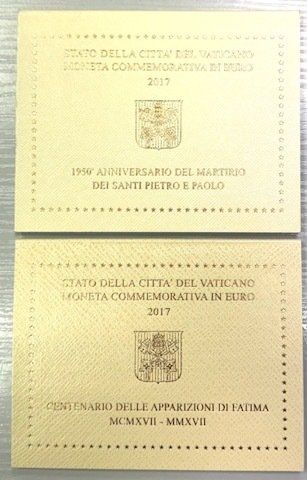 STATO DELLA CITTA' DEL VATICANO
MONETA COMMEMORATIVA IN EURO
2017
1950° ANNIVERSARIO DEL MARTIRIO
DEI SANTI PIETRO E PAOLO
STATO DELLA CITTA' DEL VATICANO
MONETA COMMEMORATIVA IN EURO
2017
CENTENARIO DELLE APPARIZIONI DI FATIMA
MCMXVII - MMXVII